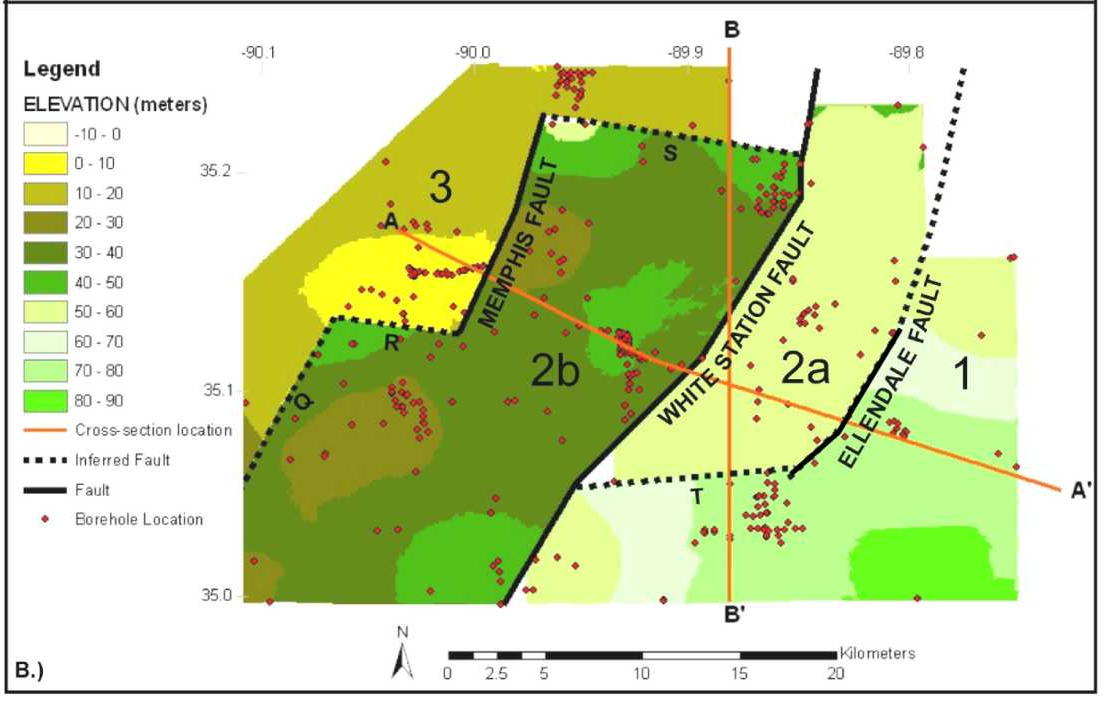 B
-90.1
-90.0
-89.9
-89.8
Legend
ELEVATION (meters)
-10 - 0
0 - 10
10 - 20
20 - 30
30 - 40
40 - 50
50 - 60
60 - 70
70 - 80
80 - 90
Cross-section location
Inferred Fault
Fault
Borehole Location
35.2
35.1
35.0
3
A
S
MEMPHIS FAULT
R
Q
2b
WHITE STATION FAULT
2a
ELLENDALE FAULT
1
A'
T
B'
N
Kilometers
0 2.5 5 10 15 20
B.)